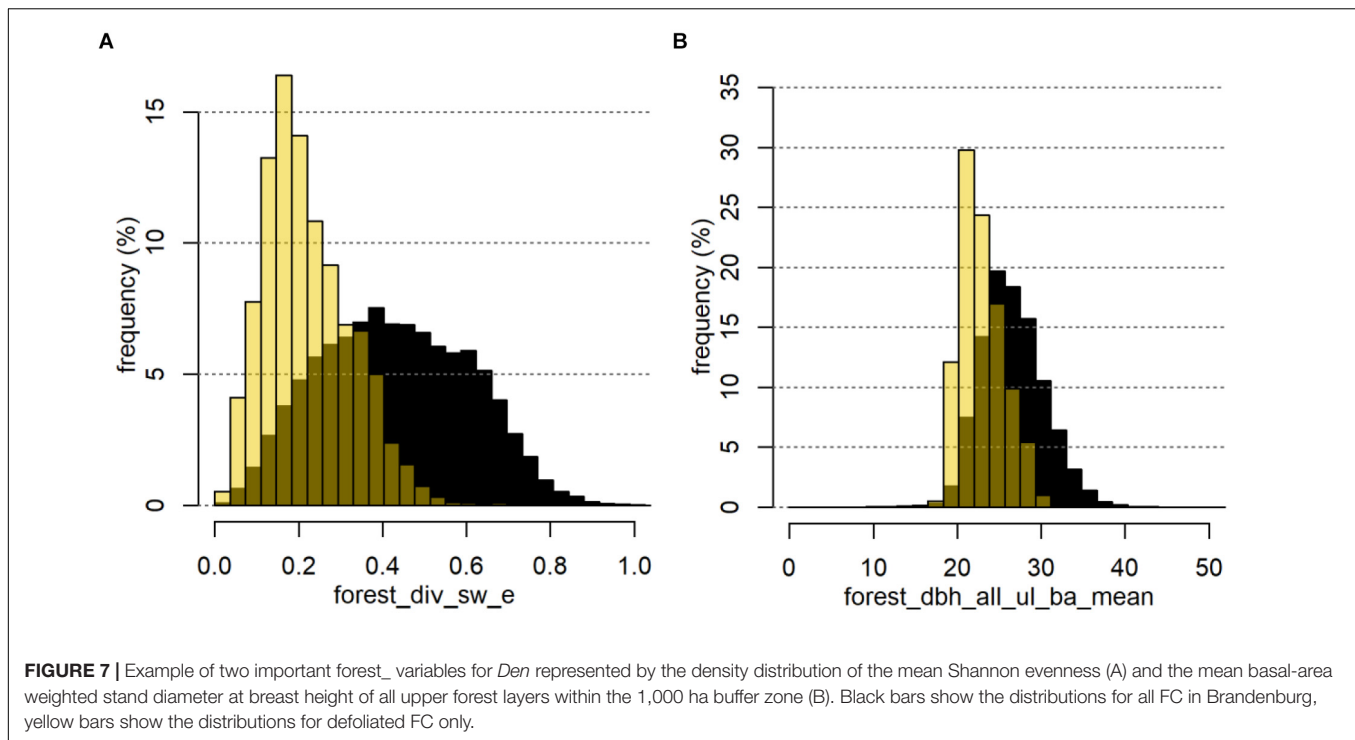 A
B
frequency (%)
0
5
10
15
0.0 0.2 0.4 0.6 0.8 1.0
forest_div_sw_e
frequency (%)
0
5
10
15
20
25
30
35
0 10 20 30 40 50
forest_dbh_all_ul_ba_mean
FIGURE 7 | Example of two important forest_ variables for Den represented by the density distribution of the mean Shannon evenness (A) and the mean basal-area
weighted stand diameter at breast height of all upper forest layers within the 1,000 ha buffer zone (B). Black bars show the distributions for all FC in Brandenburg,
yellow bars show the distributions for defoliated FC only.